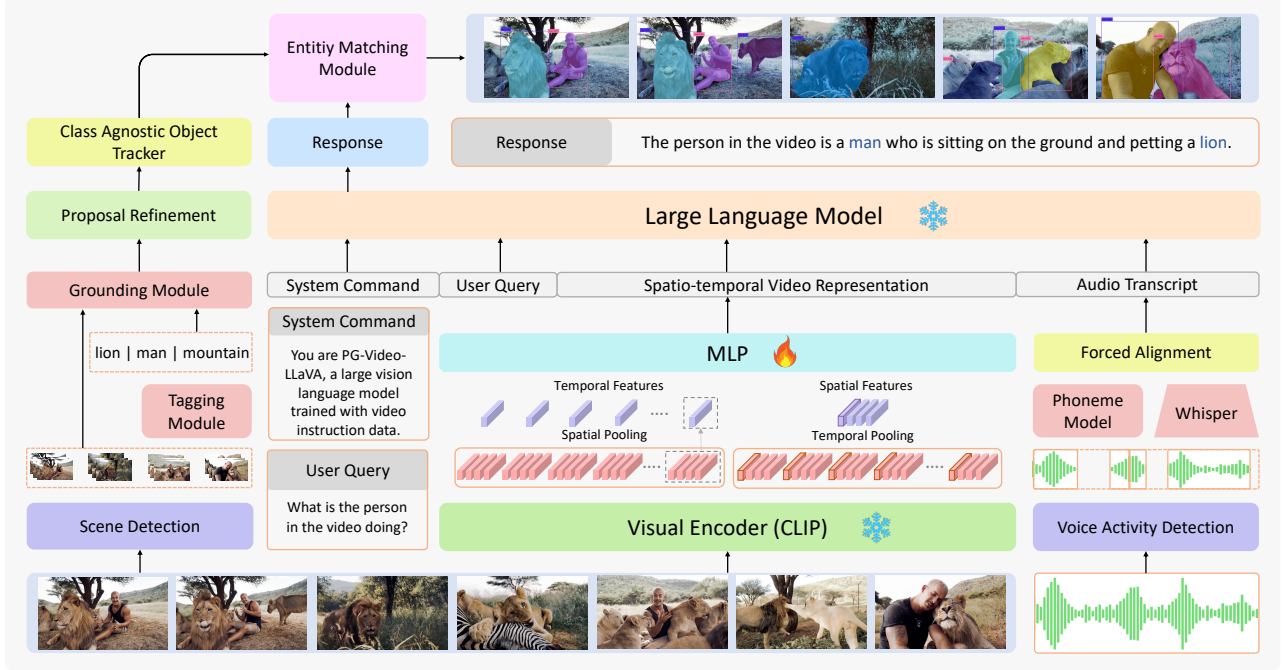 Entitiy Matching
Module
Class Agnostic Object
Tracker
Response
Response
The person in the video is a man who is sitting on the ground and petting a lion.
Proposal Refinement
Large Language Model
Grounding Module
System Command
User Query
Spatio-temporal Video Representation
Audio Transcript
lion | man | mountain
System Command
You are PG-Video-
LLaVA, a large vision
language model
trained with video
instruction data.
MLP
Forced Alignment
Temporal Features
Spatial Features
Tagging
Module
Phoneme
Model
Whisper
Spatial Pooling
Temporal Pooling
User Query
What is the person
in the video doing?
Scene Detection
Visual Encoder (CLIP)
Voice Activity Detection